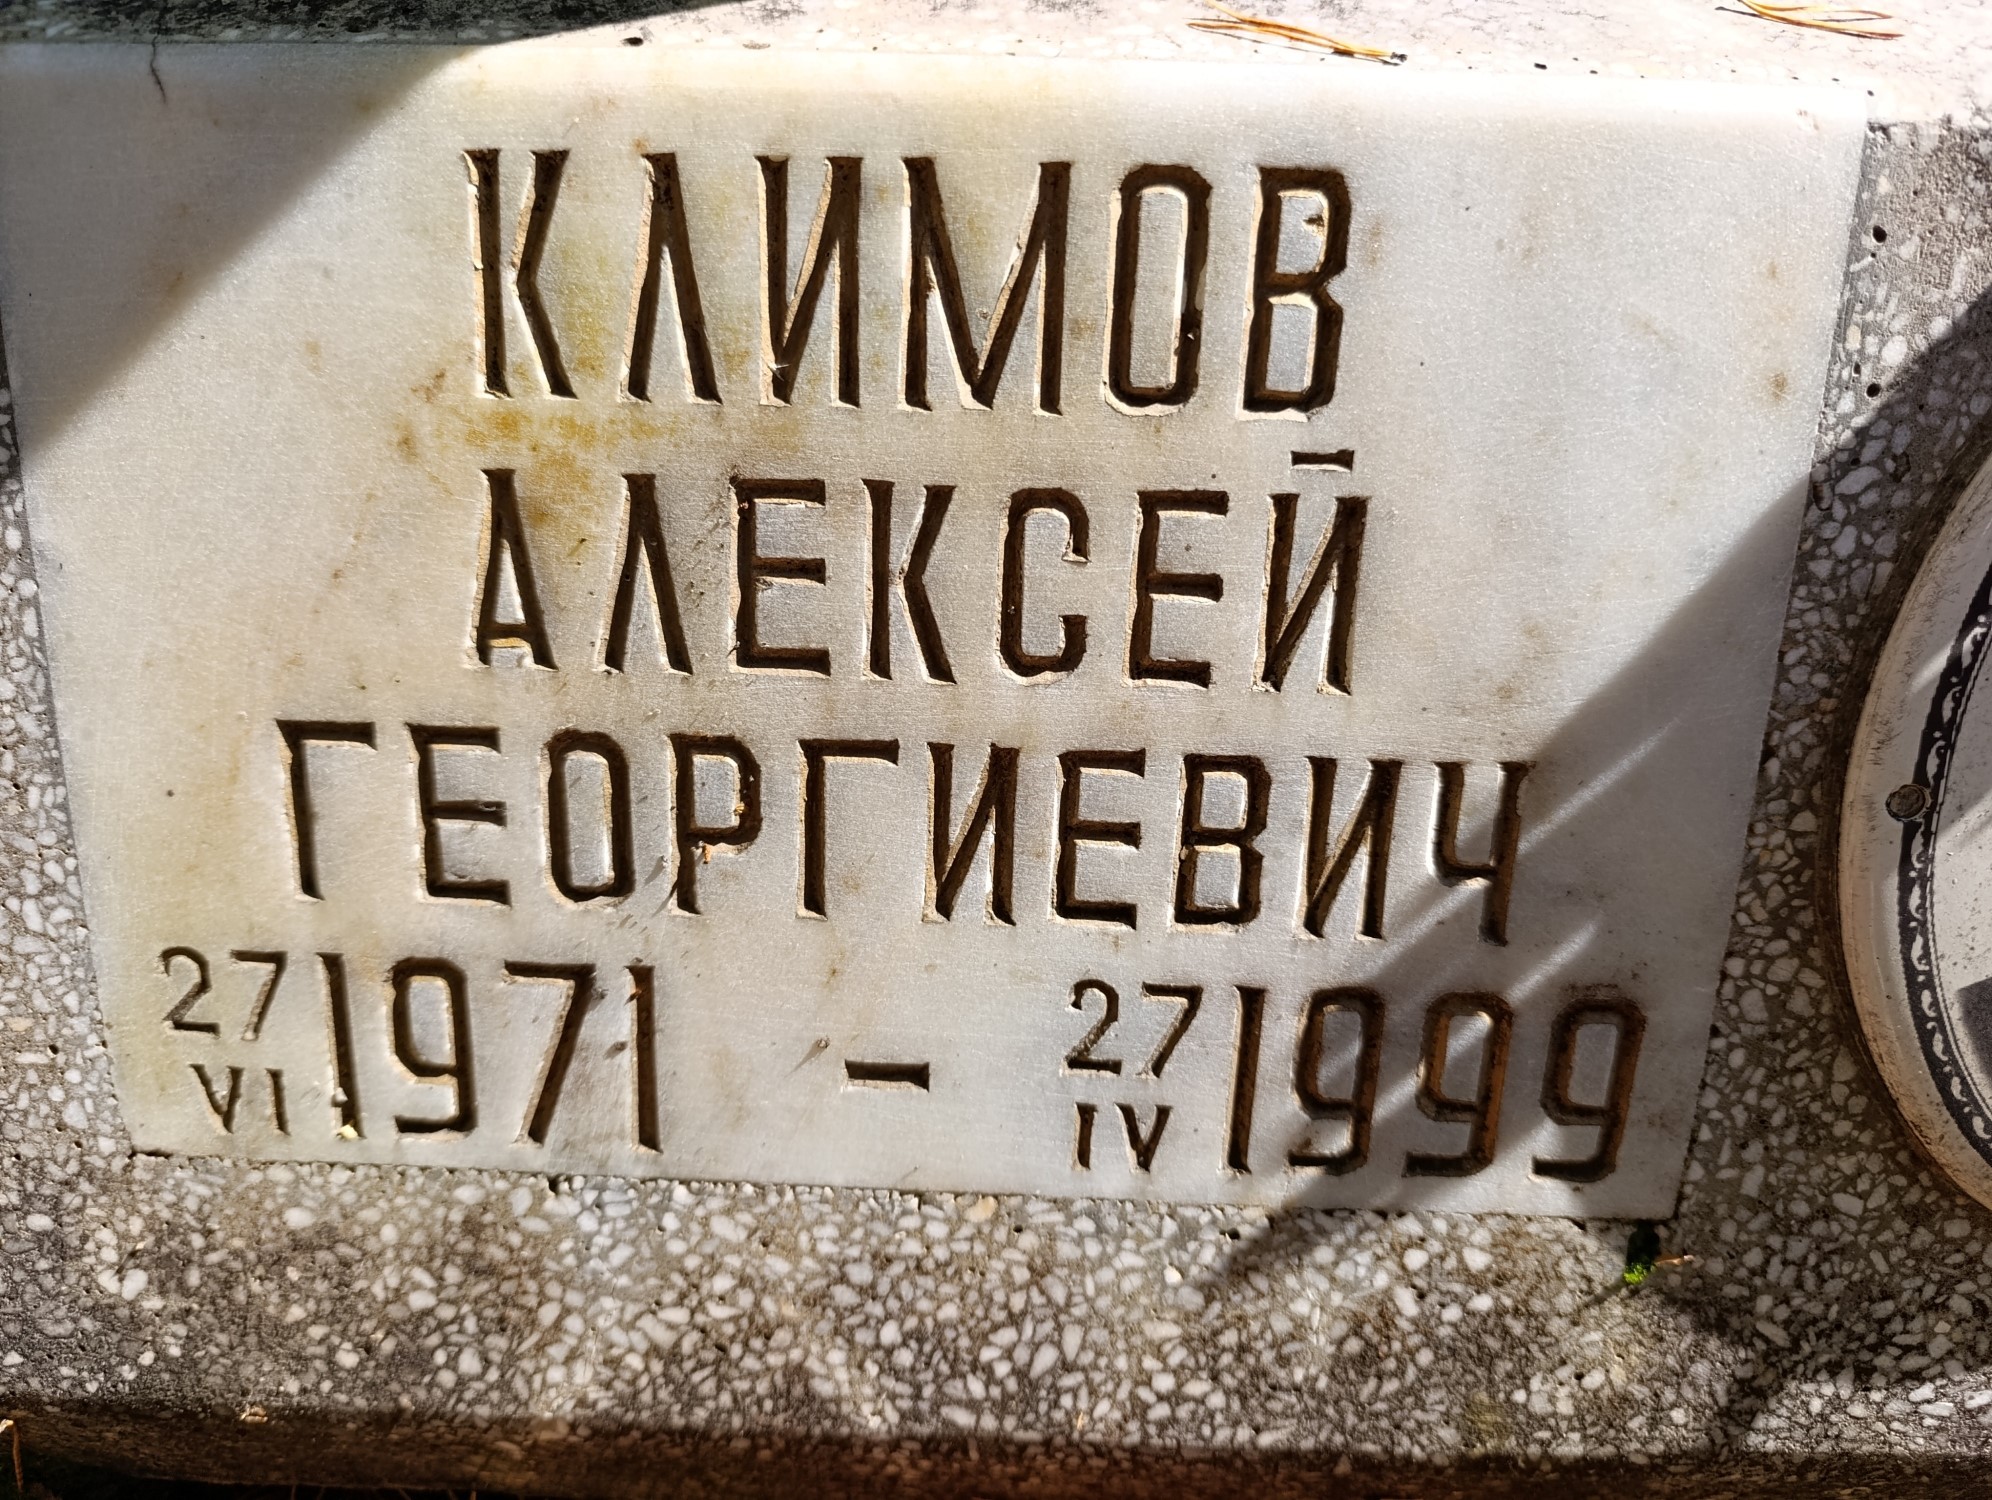 КЛИМОВ
АЛЕКСЕЙ
ГЕОРГИЕВИЧ
27 VI 1971 – 27 IV 1999